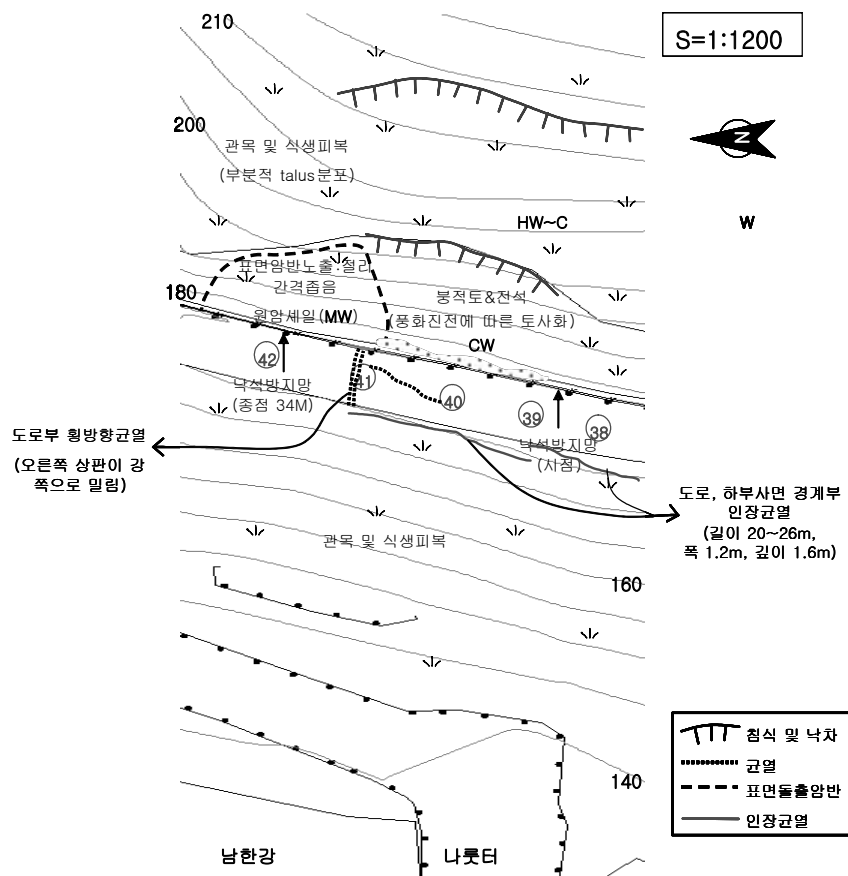 210
S=1:1200
N
200
관목 및 식생피복
(부분적 talus분포)
HW~C
W
표면암반노출.절리
간격좁음
180
붕적토&전석
원암셰일(MW)
(풍화진전에 따른 토사화)
CW
42
41
40
39
38
낙석방지망
(종점 34M)
낙석방지망
(시점)
도로부 횡방향균열
(오른쪽 상판이 강
쪽으로 밀림)
도로, 하부사면 경계부
인장균열
(길이 20~26m,
폭 1.2m, 깊이 1.6m)
관목 및 식생피복
160
140
침식 및 낙차
균열
표면돌출암반
인장균열
남한강
나룻터